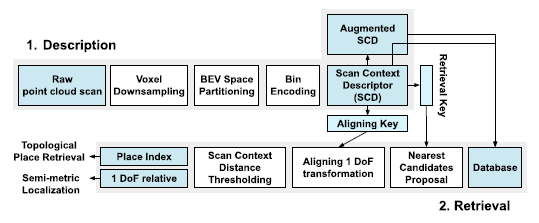 Augmented
SCD
1. Description
Raw
point cloud scan
Voxel
Downsampling
BEV Space
Partitioning
Bin
Encoding
Scan Context
Descriptor
(SCD)
Retrieval Key
Aligning Key
Topological
Place Retrieval
Semi-metric
Localization
Place Index
1 DoF relative
Scan Context
Distance
Thresholding
Aligning 1 DoF
transformation
Nearest
Candidates
Proposal
Database
2. Retrieval